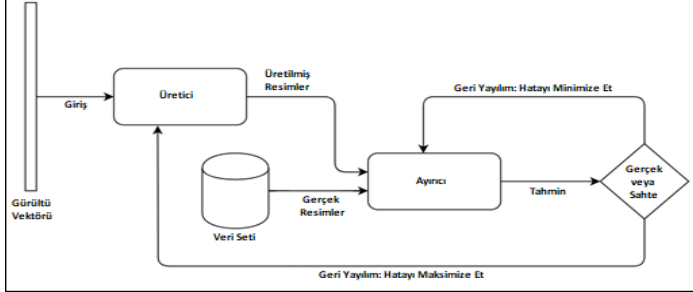 Gürültü
Vektörü
Giriş
Üretici
Üretilmiş
Resimler
Veri Seti
Gerçek
Resimler
Ayırıcı
Geri Yayılım: Hatayı Minimize Et
Tahmin
Gerçek
veya
Sahte
Geri Yayılım: Hatayı Maksimize Et